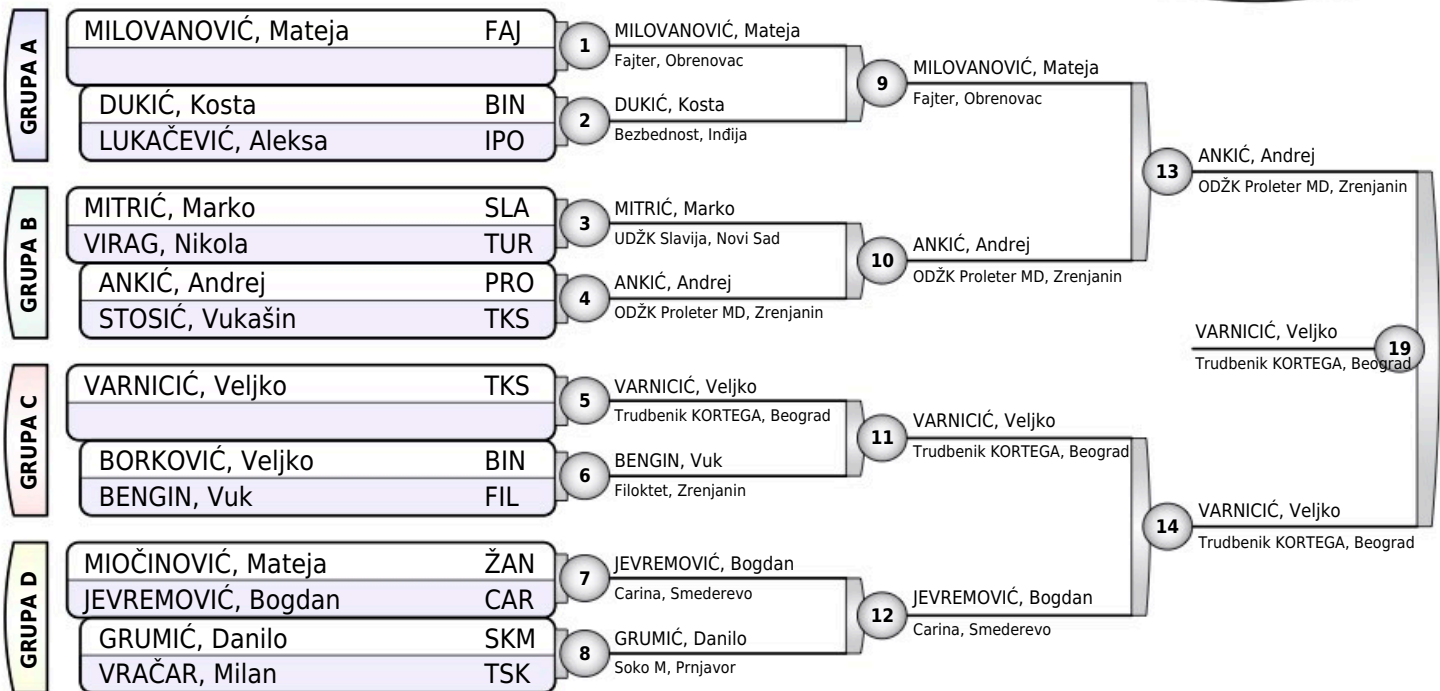 GRUPA A
MILOVANOVIĆ, Mateja FAJ
DUKIĆ, Kosta BIN
LUKAČEVIĆ, Aleksa IPO
GRUPA B
MITRIĆ, Marko SLA
VIRAG, Nikola TUR
ANKIĆ, Andrej PRO
STOSIĆ, Vukašin TKS
GRUPA C
VARNICIĆ, Veljko TKS
BORKOVIĆ, Veljko BIN
BENGIN, Vuk FIL
GRUPA D
MIOČINOVIĆ, Mateja ŽAN
JEVREMOVIĆ, Bogdan CAR
GRUMIĆ, Danilo SKM
VRAČAR, Milan TSK
1
MILOVANOVIĆ, Mateja
Fajter, Obrenovac
2
DUKIĆ, Kosta
Bezbednost, Inđija
3
MITRIĆ, Marko
UDŽK Slavija, Novi Sad
4
ANKIĆ, Andrej
ODŽK Proleter MD, Zrenjanin
5
VARNICIĆ, Veljko
Trudbenik KORTEGA, Beograd
6
BENGIN, Vuk
Filoktet, Zrenjanin
7
JEVREMOVIĆ, Bogdan
Carina, Smederevo
8
GRUMIĆ, Danilo
Soko M, Prnjavor
9
MILOVANOVIĆ, Mateja
Fajter, Obrenovac
10
ANKIĆ, Andrej
ODŽK Proleter MD, Zrenjanin
11
VARNICIĆ, Veljko
Trudbenik KORTEGA, Beograd
12
JEVREMOVIĆ, Bogdan
Carina, Smederevo
13
ANKIĆ, Andrej
ODŽK Proleter MD, Zrenjanin
14
VARNICIĆ, Veljko
Trudbenik KORTEGA, Beograd
19
VARNICIĆ, Veljko
Trudbenik KORTEGA, Beograd